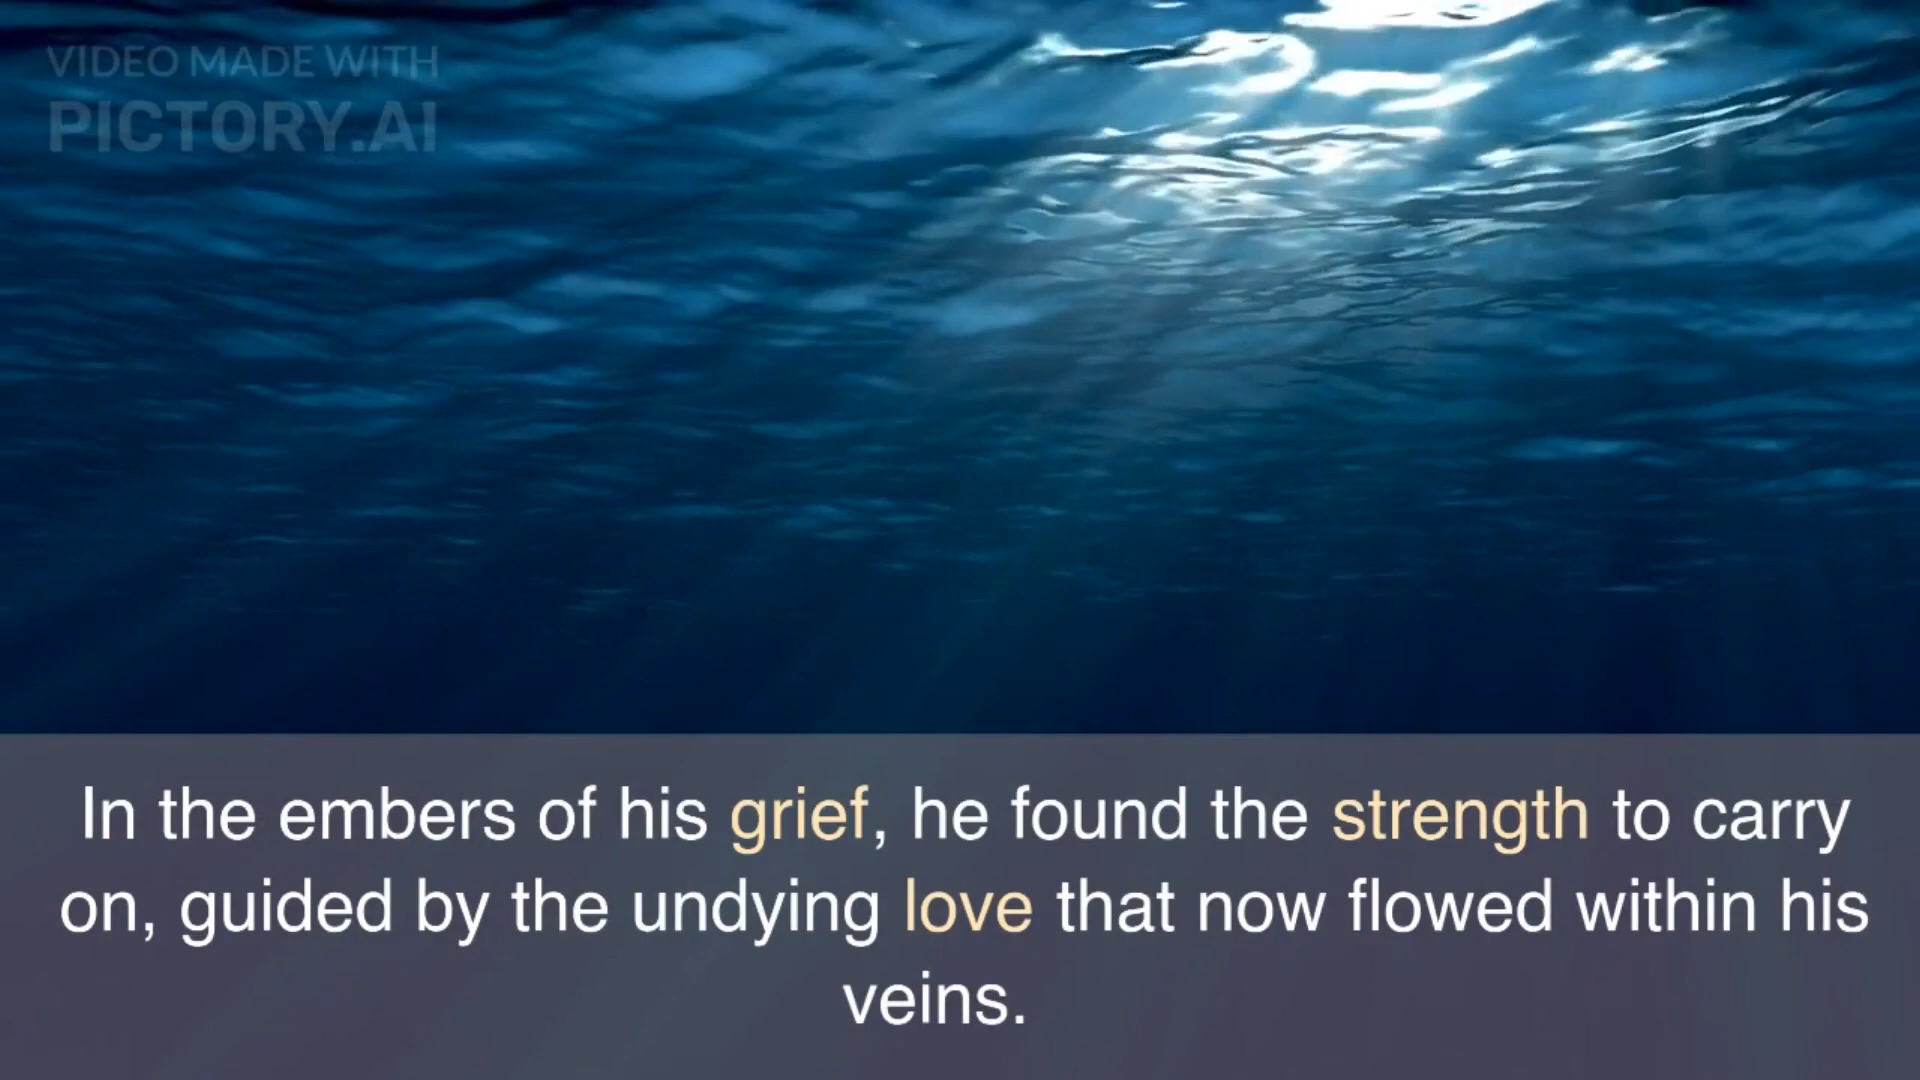 VIDEO MADE WITH
PICTORY.AI
In the embers of his grief, he found the strength to carry
on, guided by the undying love that now flowed within his
veins.